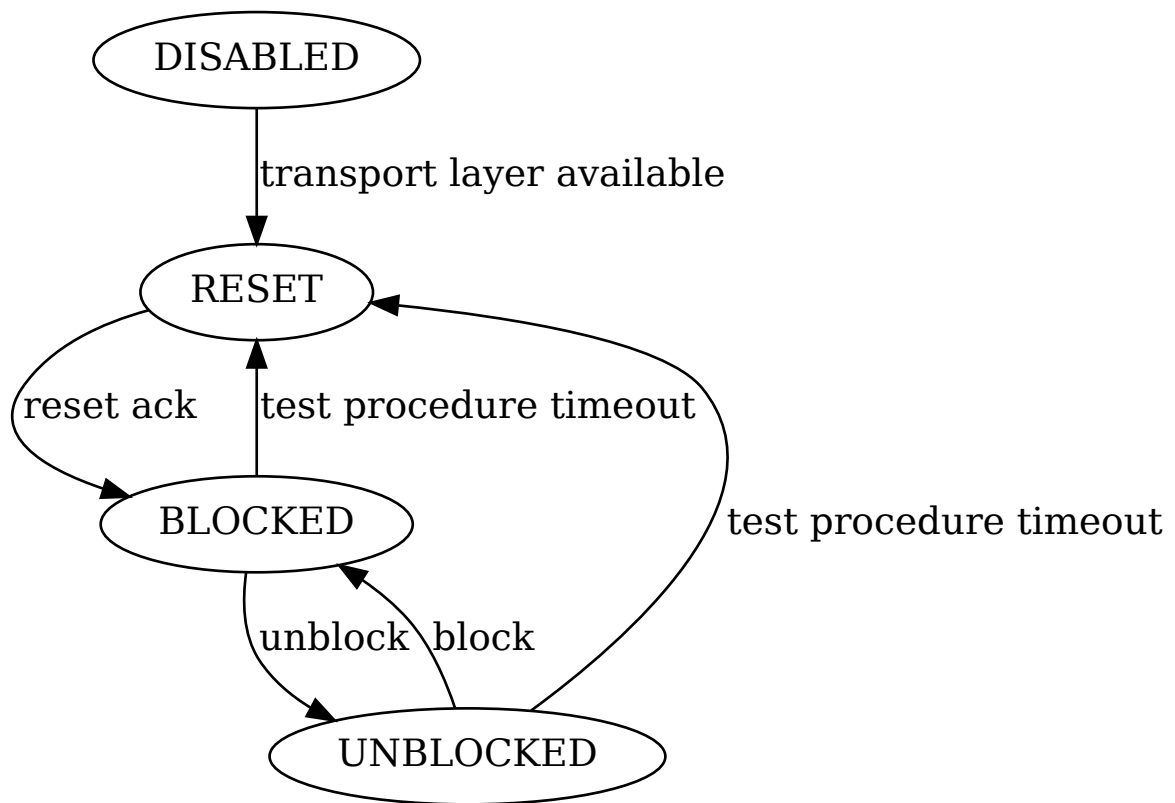 DISABLED
transport layer available
RESET
reset ack
test procedure timeout
BLOCKED
test procedure timeout
unblock
block
UNBLOCKED